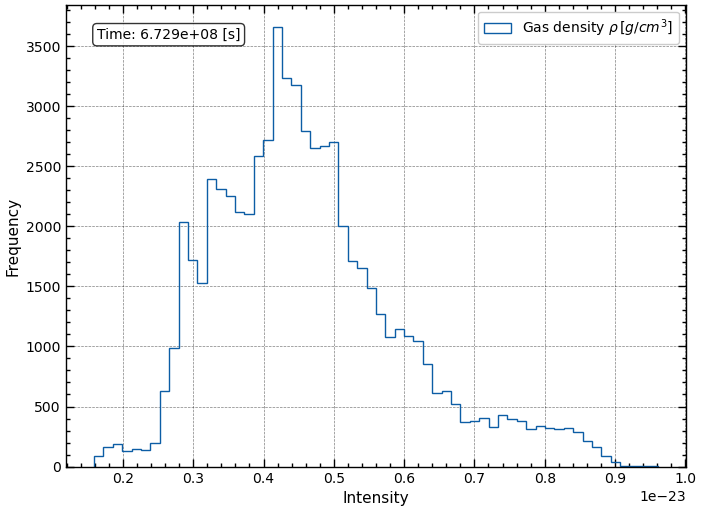 Time: 6.729e+08 [s]
Gas density ρ [g/cm³]
Frequency
3500
3000
2500
2000
1500
1000
500
0
0.2 0.3 0.4 0.5 0.6 0.7 0.8 0.9 1.0
1e−23
Intensity